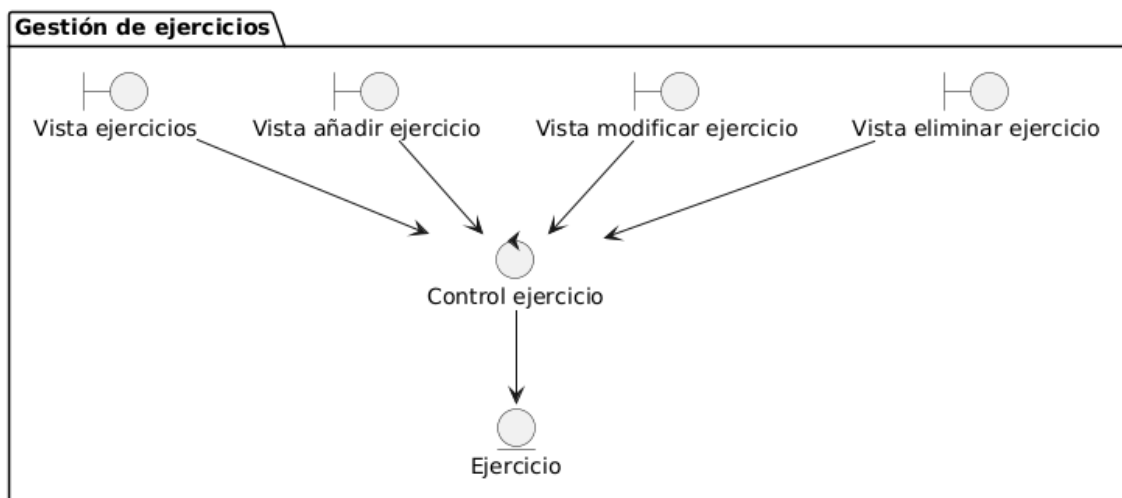 Gestión de ejercicios
Vista ejercicios
Vista añadir ejercicio
Vista modificar ejercicio
Vista eliminar ejercicio
Control ejercicio
Ejercicio